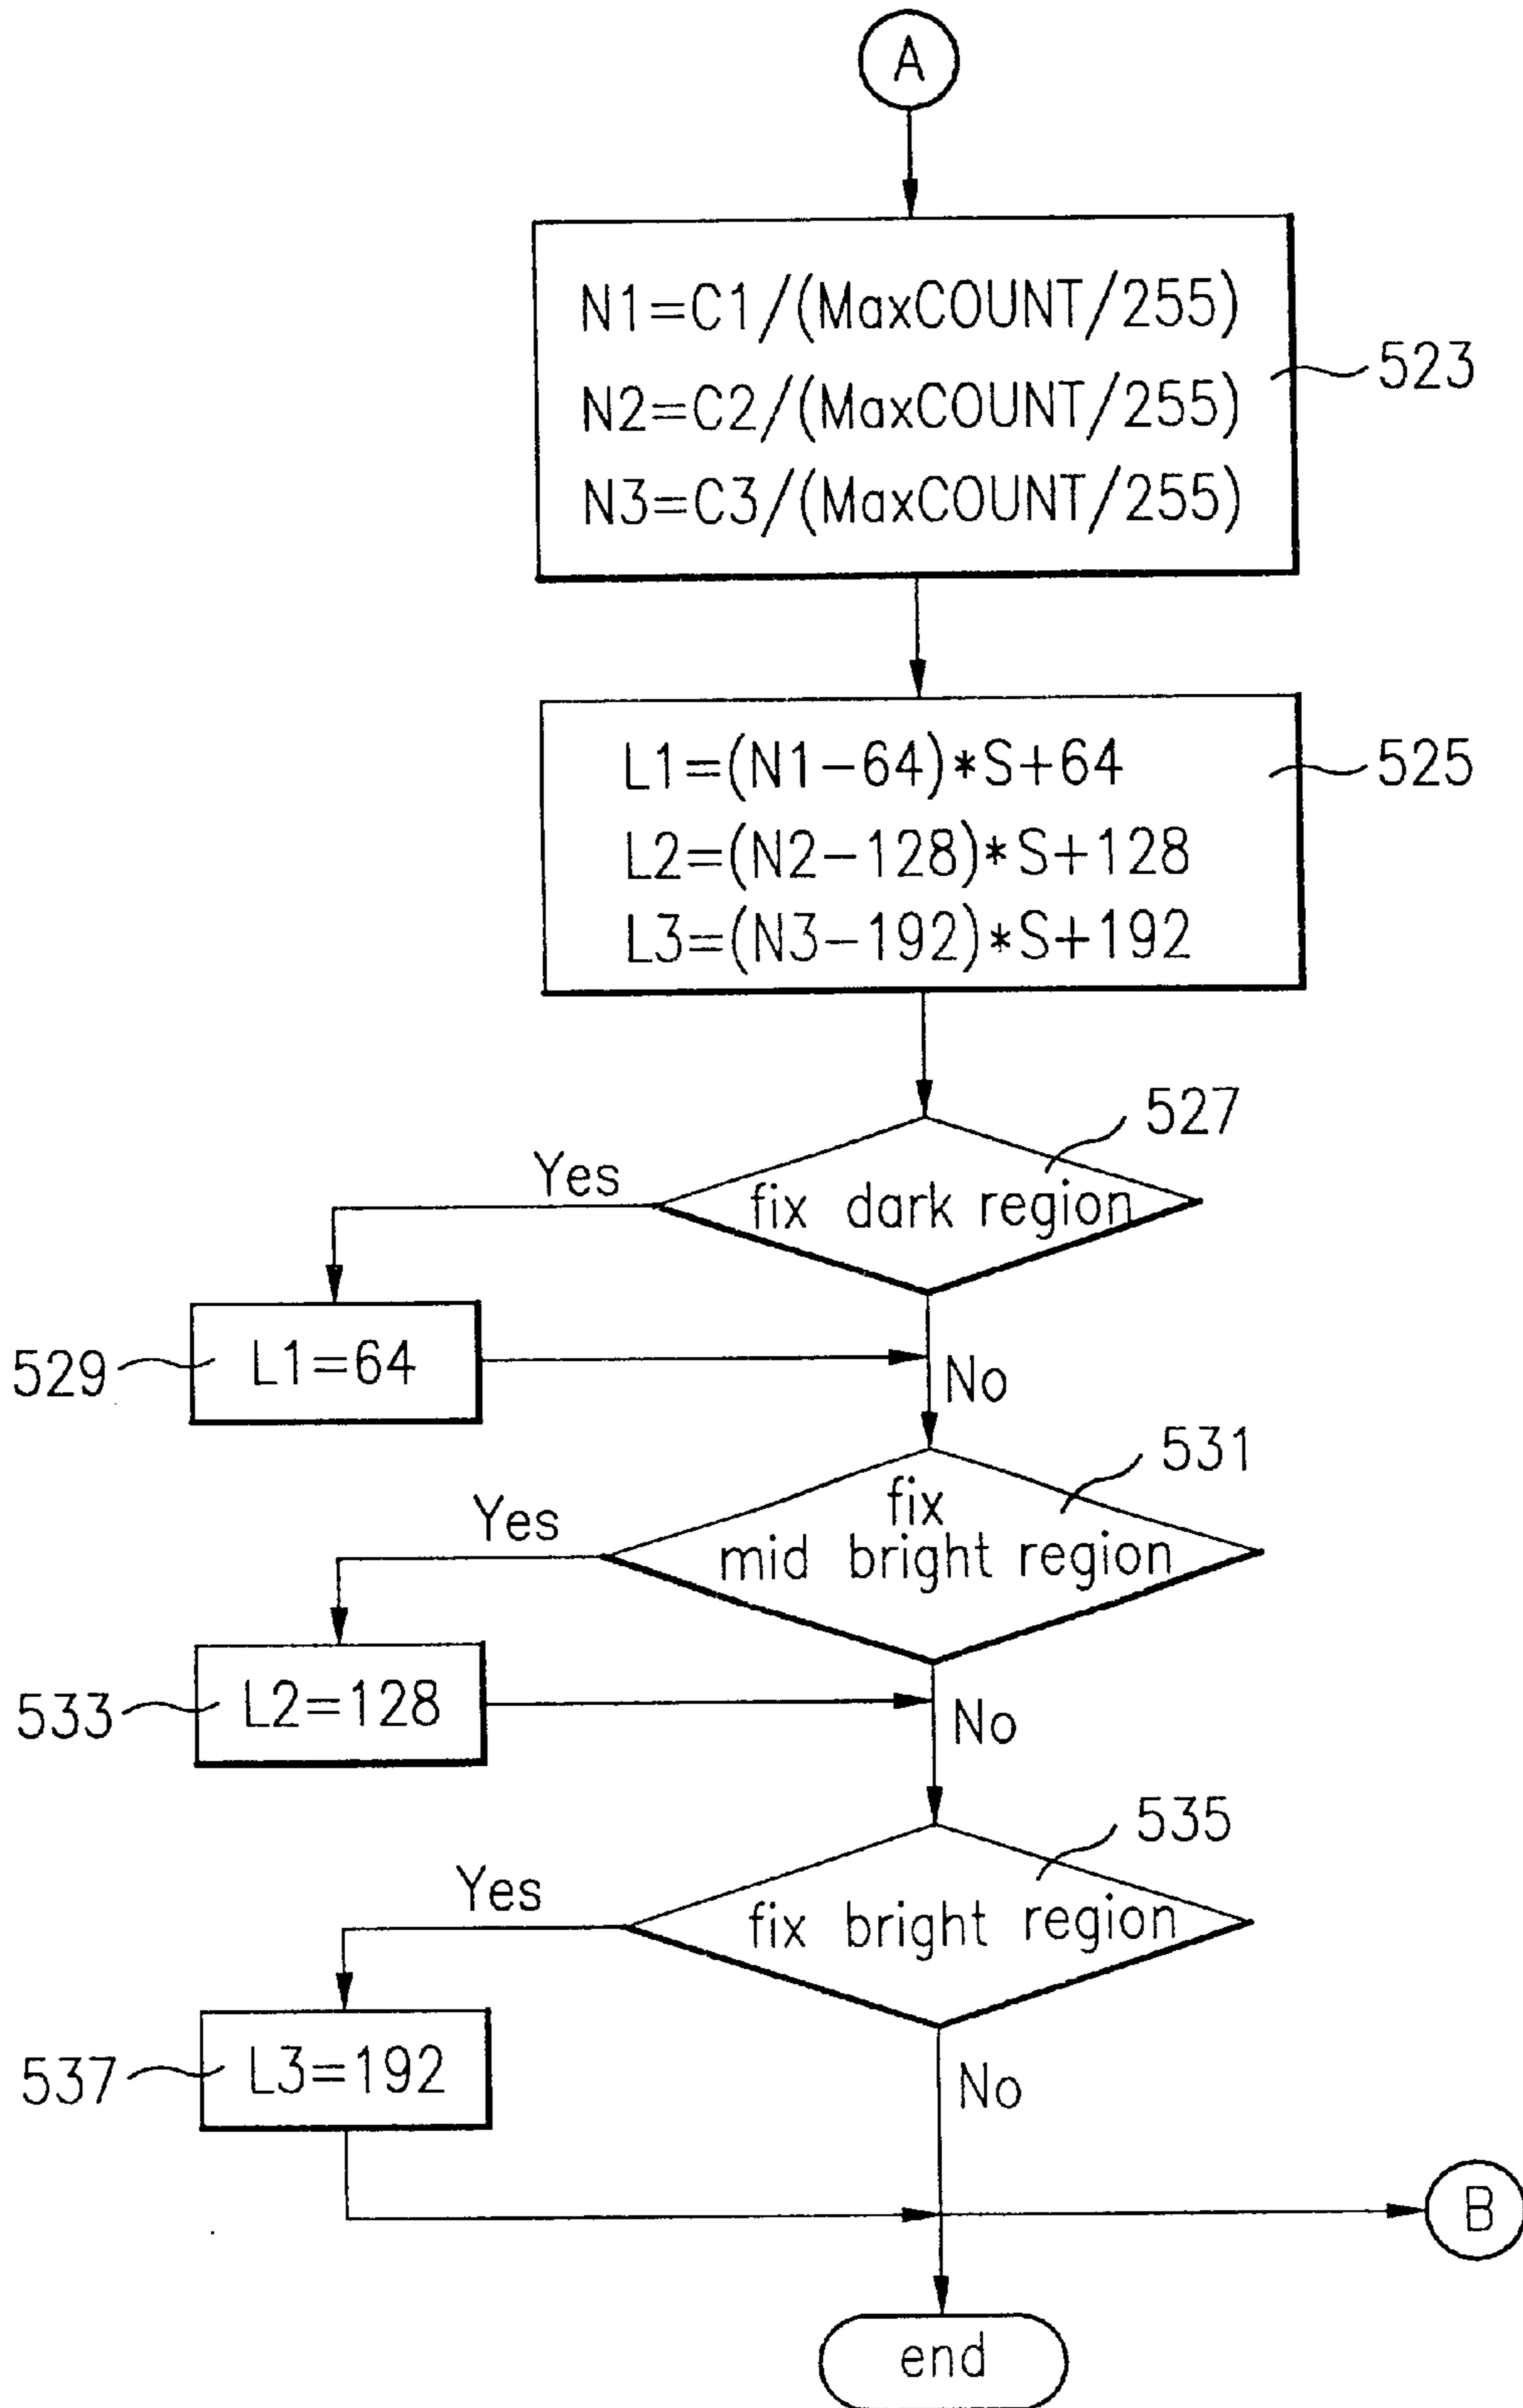 A
N1=C1/(MaxCOUNT/255)
N2=C2/(MaxCOUNT/255)
N3=C3/(MaxCOUNT/255)
523
L1=(N1-64)*S+64
L2=(N2-128)*S+128
L3=(N3-192)*S+192
525
527
Yes
fix dark region
529
L1=64
No
531
Yes
fix
mid bright region
533
L2=128
No
535
Yes
fix bright region
537
L3=192
No
B
end